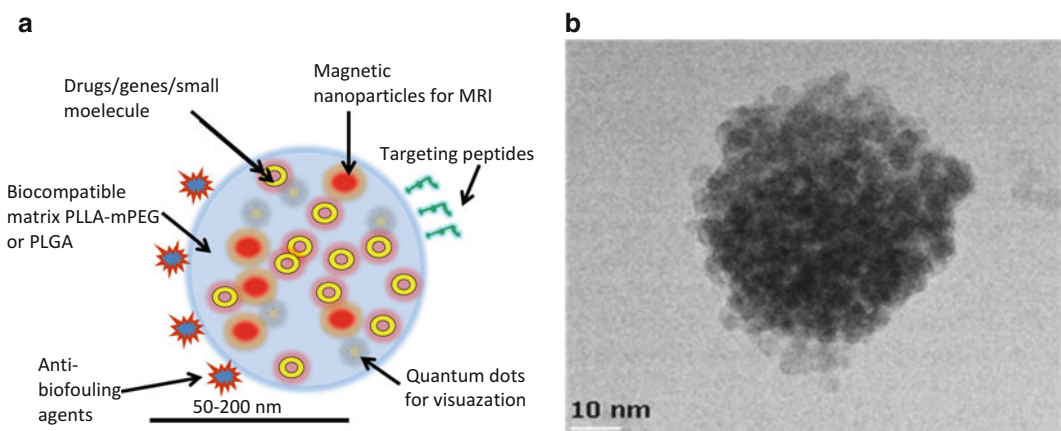 a
b
Drugs/genes/small
moelecule
Magnetic
nanoparticles for MRI
Targeting peptides
Biocompatible
matrix PLLA-mPEG
or PLGA
Anti-
biofouling
agents
Quantum dots
for visuazation
50-200 nm
10 nm